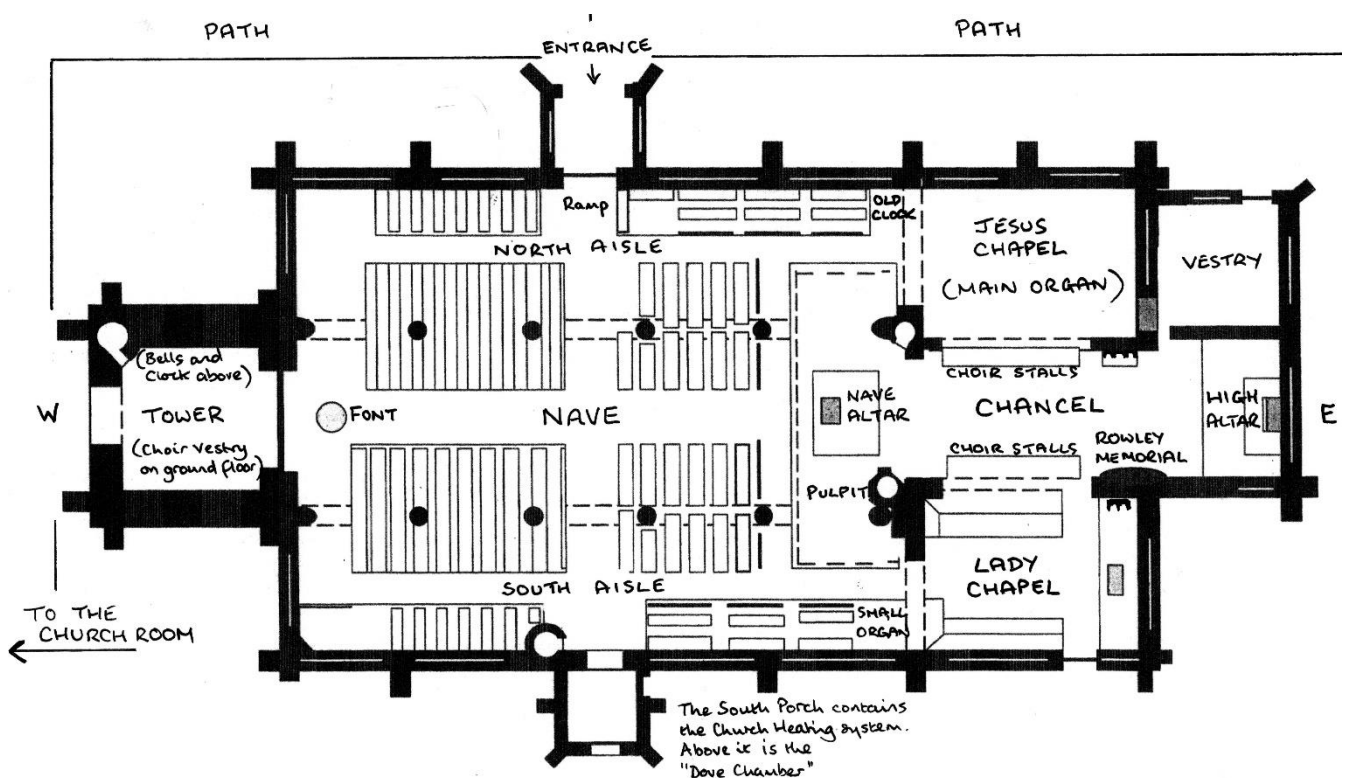 PATH
ENTRANCE
PATH
Ramp
OLD
CLOCK
NORTH AISLE
JESUS
CHAPEL
(MAIN ORGAN)
VESTRY
(Bells and
Clock above)
W
TOWER
(Choir Vestry
on ground floor)
FONT
NAVE
NAVE
ALTAR
CHOIR STALLS
CHANCEL
CHOIR STALLS
HIGH
ALTAR
E
ROWLEY
MEMORIAL
PULPIT
SOUTH AISLE
LADY
CHAPEL
SMALL
ORGAN
TO THE
CHURCH ROOM
The South Porch contains
the Church Heating system.
Above it is the
"Dove Chamber"